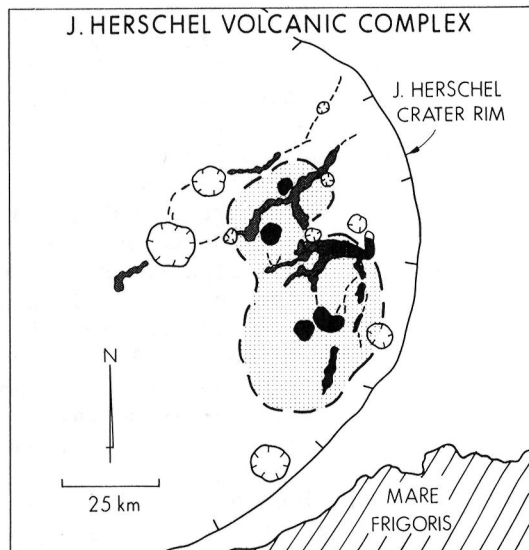 J. HERSCHEL VOLCANIC COMPLEX
J. HERSCHEL
CRATER RIM
N
25 km
MARE
FRIGORIS